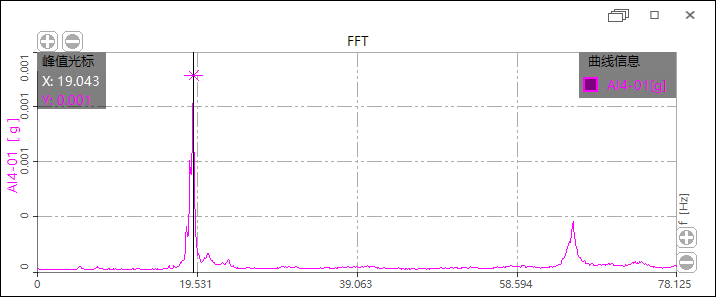 FFT
峰值光标
X: 19.043
Y: 0.001
曲线信息
AI4-01[g]
AI4-01 [ g ]
0.001
0.001
0.001
0
0
0
19.531
39.063
58.594
78.125
f [Hz]